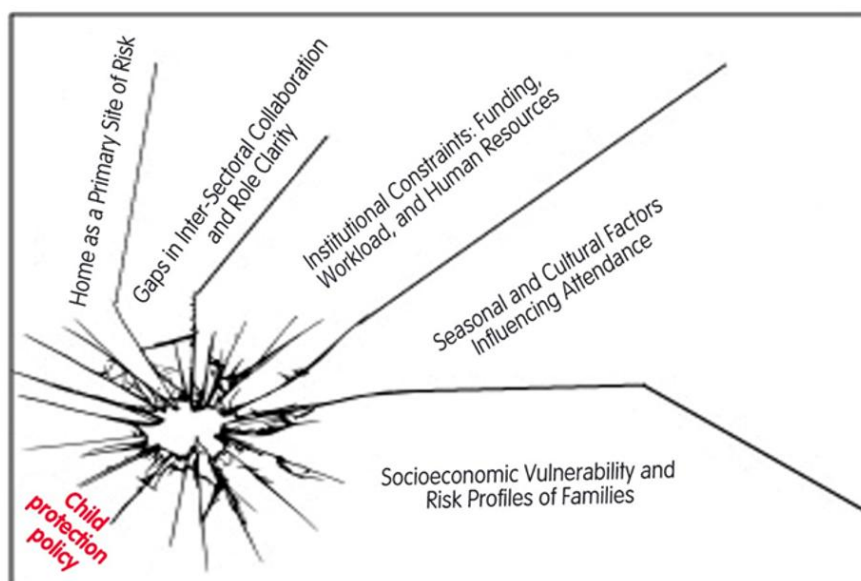 Home as a Primary Site of Risk
Gaps in Inter-Sectoral Collaboration
and Role Clarity
Institutional Constraints: Funding,
Workload, and Human Resources
Seasonal and Cultural Factors
Influencing Attendance
Socioeconomic Vulnerability and
Risk Profiles of Families
Child
protection
policy